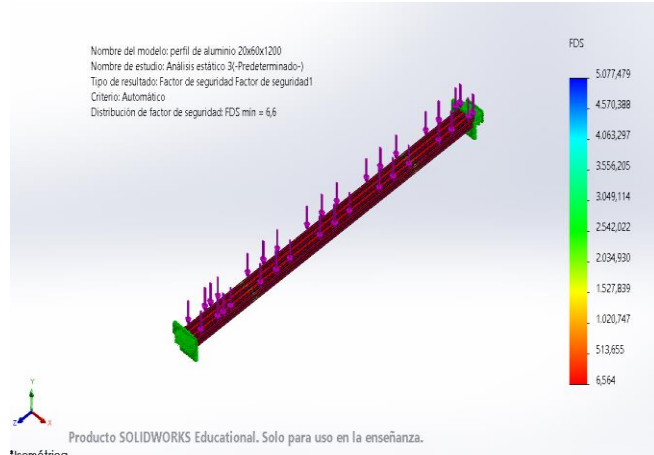 Nombre del modelo: perfil de aluminio 20x60x1200
Nombre de estudio: Análisis estático 3(-Predeterminado-)
Tipo de resultado: Factor de seguridad Factor de seguridad1
Criterio: Automático
Distribución de factor de seguridad: FDS mín = 6,6
FDS
5.077,479
4.570,388
4.063,297
3.556,205
3.049,114
2.542,022
2.034,930
1.527,839
1.020,747
513,655
6,564
Y
Z
X
Producto SOLIDWORKS Educational. Solo para uso en la enseñanza.
*Isométrica